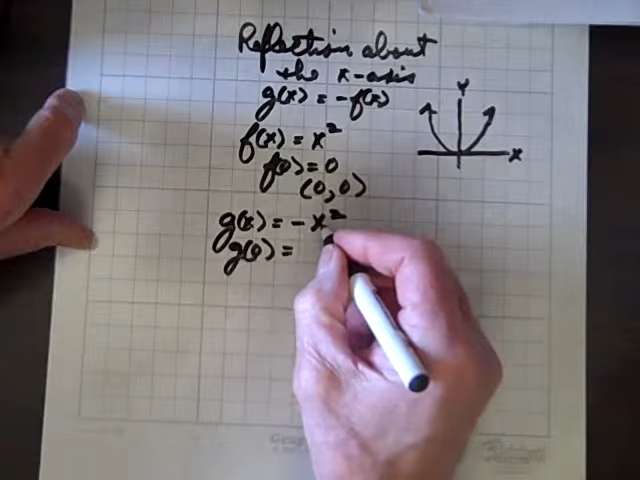 Reflection about
the x-axis
g(x) = -f(x)
f(x) = x²
f(0) = 0
(0, 0)
g(x) = -x²
g(0) =
Y
X